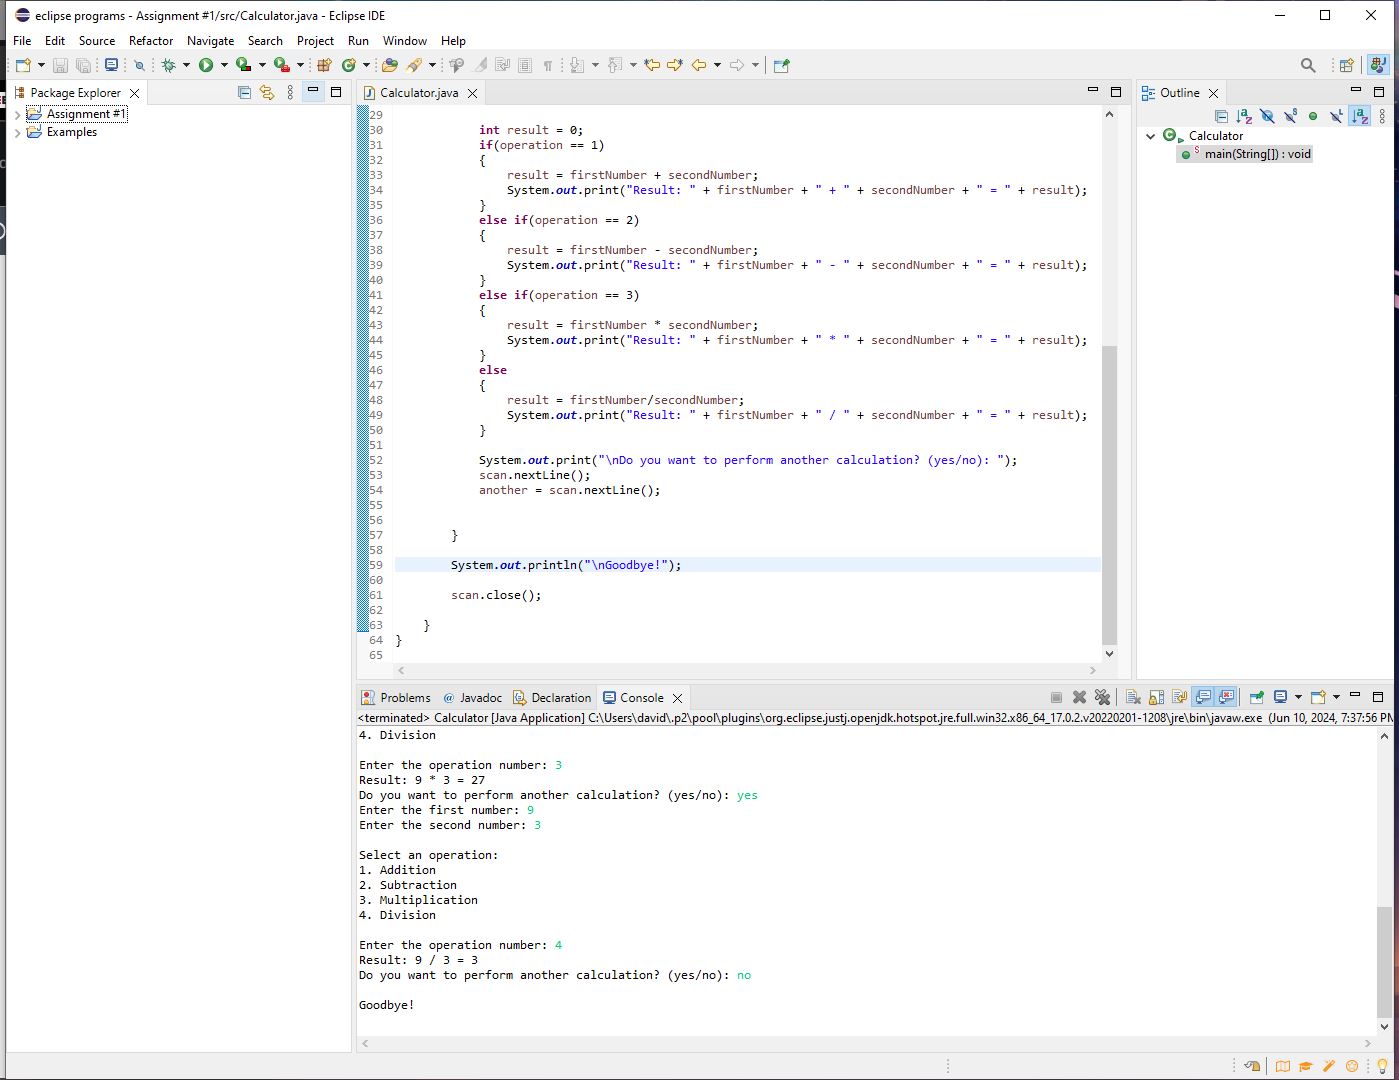 eclipse programs - Assignment #1/src/Calculator.java - Eclipse IDE
File Edit Source Refactor Navigate Search Project Run Window Help
Package Explorer
Assignment #1
Examples
Calculator.java
29
30 int result = 0;
31 if(operation == 1)
32 {
33 result = firstNumber + secondNumber;
34 System.out.print("Result: " + firstNumber + " + " + secondNumber + " = " + result);
35 }
36 else if(operation == 2)
37 {
38 result = firstNumber - secondNumber;
39 System.out.print("Result: " + firstNumber + " - " + secondNumber + " = " + result);
40 }
41 else if(operation == 3)
42 {
43 result = firstNumber * secondNumber;
44 System.out.print("Result: " + firstNumber + " * " + secondNumber + " = " + result);
45 }
46 else
47 {
48 result = firstNumber/secondNumber;
49 System.out.print("Result: " + firstNumber + " / " + secondNumber + " = " + result);
50 }
51
52 System.out.print("\nDo you want to perform another calculation? (yes/no): ");
53 scan.nextLine();
54 another = scan.nextLine();
55
56
57 }
58
59 System.out.println("\nGoodbye!");
60
61 scan.close();
62
63 }
64 }
65
Outline
Calculator
main(String[]) : void
Problems @ Javadoc Declaration Console
<terminated> Calculator [Java Application] C:\Users\david\.p2\pool\plugins\org.eclipse.justj.openjdk.hotspot.jre.full.win32.x86_64_17.0.2.v20220201-1208\jre\bin\javaw.exe (Jun 10, 2024, 7:37:56 PM
4. Division
Enter the operation number: 3
Result: 9 * 3 = 27
Do you want to perform another calculation? (yes/no): yes
Enter the first number: 9
Enter the second number: 3
Select an operation:
1. Addition
2. Subtraction
3. Multiplication
4. Division
Enter the operation number: 4
Result: 9 / 3 = 3
Do you want to perform another calculation? (yes/no): no
Goodbye!